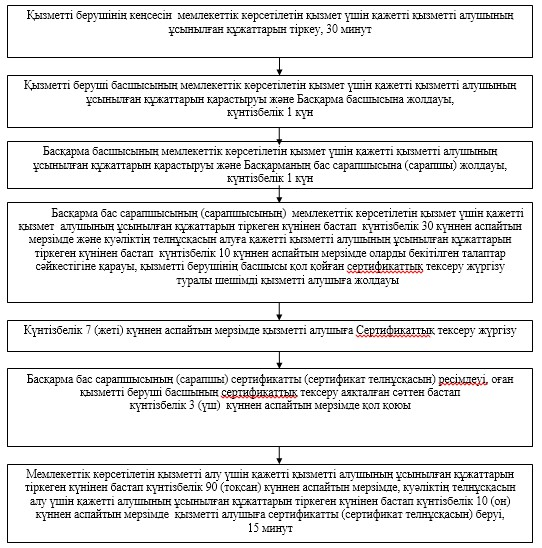 Қызметті берушінің кеңсесін мемлекеттік көрсетілетін қызмет үшін қажетті қызметті алушының
ұсынылған құжаттарын тіркеу, 30 минут
Қызметті беруші басшысының мемлекеттік көрсетілетін қызмет үшін қажетті қызметті алушының
ұсынылған құжаттарын қарастыруы және Басқарма басшысына жолдауы,
күнтізбелік 1 күн
Басқарма басшысының мемлекеттік көрсетілетін қызмет үшін қажетті қызметті алушының
ұсынылған құжаттарын қарастыруы және Басқарманың бас сарапшысына (сарапшы) жолдауы,
күнтізбелік 1 күн
Басқарма бас сарапшысының (сарапшысының) мемлекеттік көрсетілетін қызмет үшін қажетті
қызмет алушының ұсынылған құжаттарын тіркеген күнінен бастап күнтізбелік 30 күннен аспайтын
мерзімде және куәліктің телнұсқасын алуға қажетті қызметті алушының ұсынылған құжаттарын
тіркеген күнінен бастап күнтізбелік 10 күннен аспайтын мерзімде оларды бекітілген талаптар
сәйкестігіне қарауы, қызметті берушінің басшысы қол қойған сертификаттық тексеру жүргізу
туралы шешімді қызметті алушыға жолдауы
Күнтізбелік 7 (жеті) күннен аспайтын мерзімде қызметті алушыға Сертификаттық тексеру жүргізу
Басқарма бас сарапшысының (сарапшы) сертификатты (сертификат телнұсқасын) ресімдеуі, оған
қызметті беруші басшының сертификаттық тексеру аяқталған сәттен бастап
күнтізбелік 3 (үш) күннен аспайтын мерзімде қол қоюы
Мемлекеттік көрсетілетін қызметті алу үшін қажетті қызметті алушының ұсынылған құжаттарын
тіркеген күнінен бастап күнтізбелік 90 (тоқсан) күннен аспайтын мерзімде, куәліктің телнұсқасын
алу үшін қажетті алушының ұсынылған құжаттарын тіркеген күнінен бастап күнтізбелік 10 (он)
күннен аспайтын мерзімде қызметті алушыға сертификатты (сертификат телнұсқасын) беруі,
15 минут